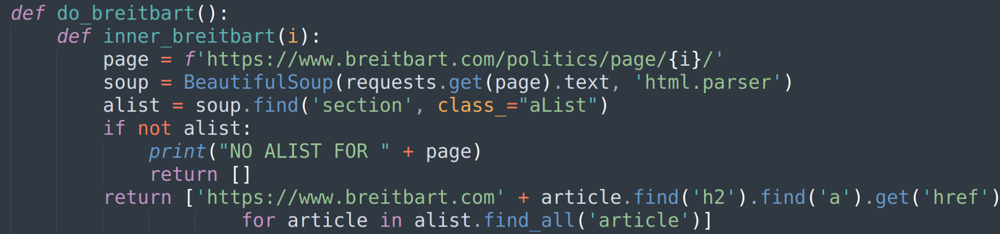 def do_breitbart():
    def inner_breitbart(i):
        page = f'https://www.breitbart.com/politics/page/{i}/'
        soup = BeautifulSoup(requests.get(page).text, 'html.parser')
        alist = soup.find('section', class_="aList")
        if not alist:
            print("NO ALIST FOR " + page)
            return []
        return ['https://www.breitbart.com' + article.find('h2').find('a').get('href')
                    for article in alist.find_all('article')]